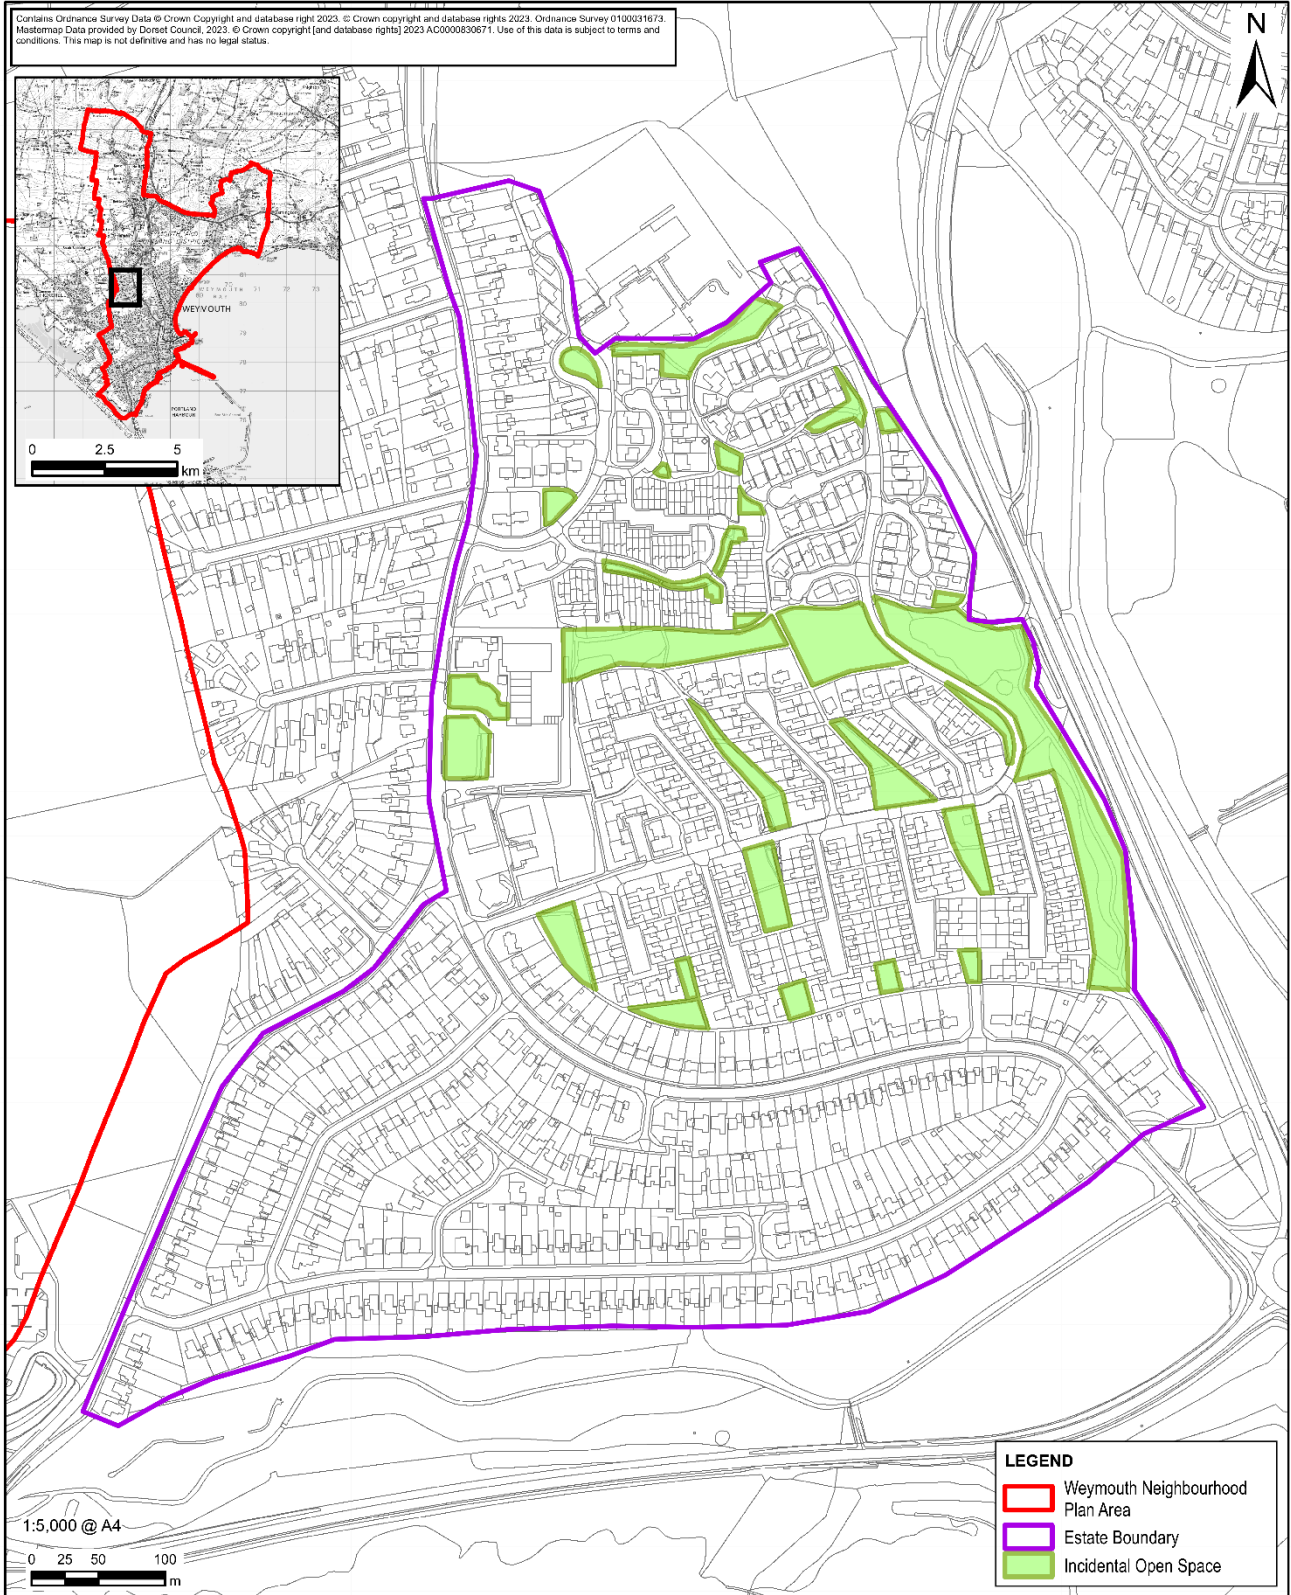 Contains Ordnance Survey Data © Crown Copyright and database right 2023. © Crown copyright and database rights 2023. Ordnance Survey 0100031673.
Mastermap Data provided by Dorset Council, 2023. © Crown copyright [and database rights] 2023 AC0000830671. Use of this data is subject to terms and
conditions. This map is not definitive and has no legal status.
N
WEYMOUTH
PORTLAND
HARBOUR
0 2.5 5
km
LEGEND
Weymouth Neighbourhood
Plan Area
Estate Boundary
Incidental Open Space
1:5,000 @ A4
0 25 50 100
m